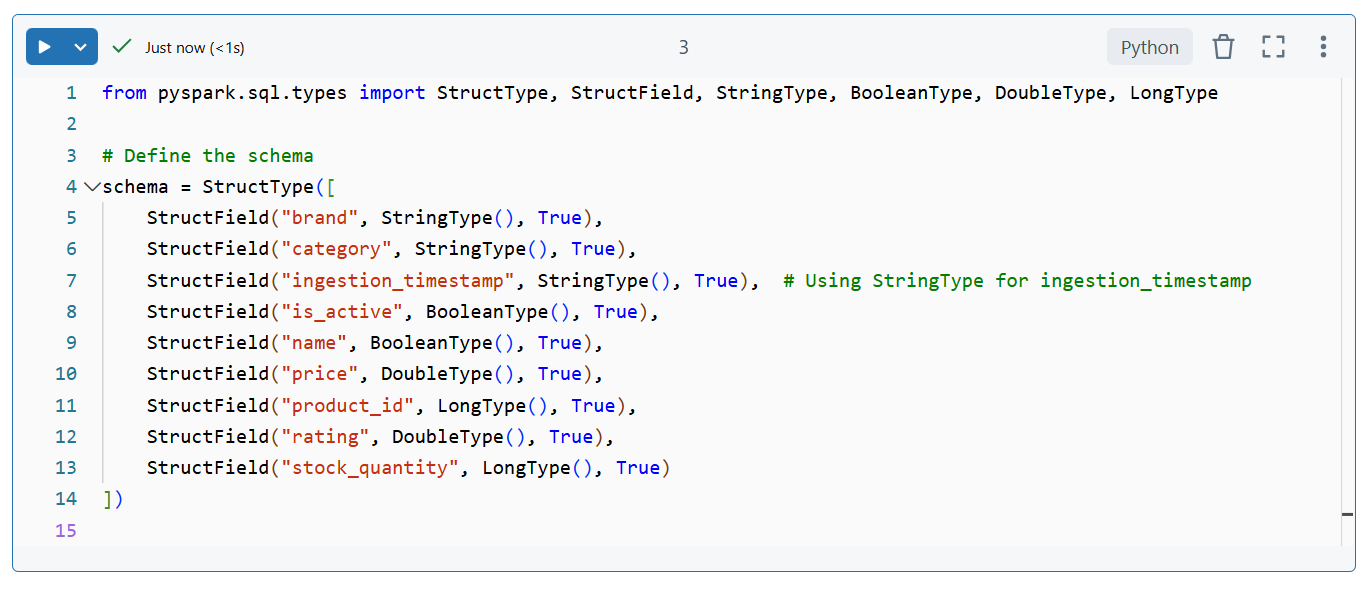 Just now (<1s)
3
Python
1 from pyspark.sql.types import StructType, StructField, StringType, BooleanType, DoubleType, LongType
2
3 # Define the schema
4 schema = StructType([
5     StructField("brand", StringType(), True),
6     StructField("category", StringType(), True),
7     StructField("ingestion_timestamp", StringType(), True),  # Using StringType for ingestion_timestamp
8     StructField("is_active", BooleanType(), True),
9     StructField("name", BooleanType(), True),
10     StructField("price", DoubleType(), True),
11     StructField("product_id", LongType(), True),
12     StructField("rating", DoubleType(), True),
13     StructField("stock_quantity", LongType(), True)
14 ])
15